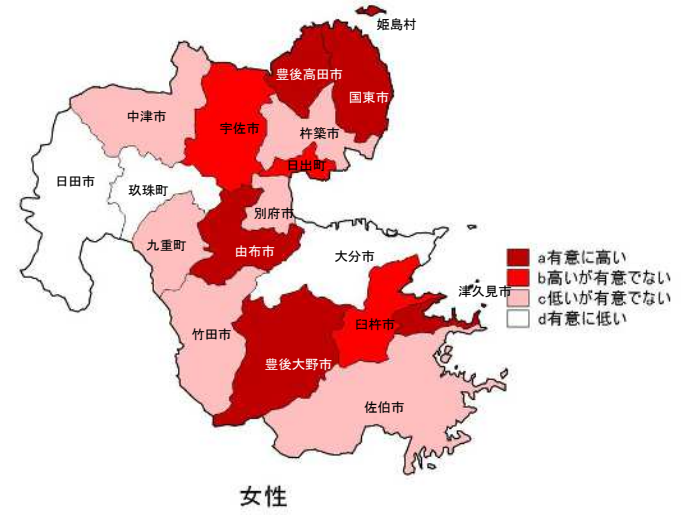 姫島村
豊後高田市
国東市
中津市
宇佐市
杵築市
日出町
日田市
玖珠町
別府市
九重町
由布市
大分市
a有意に高い
b高いが有意でない
c低いが有意でない
d有意に低い
津久見市
竹田市
臼杵市
豊後大野市
佐伯市
女性